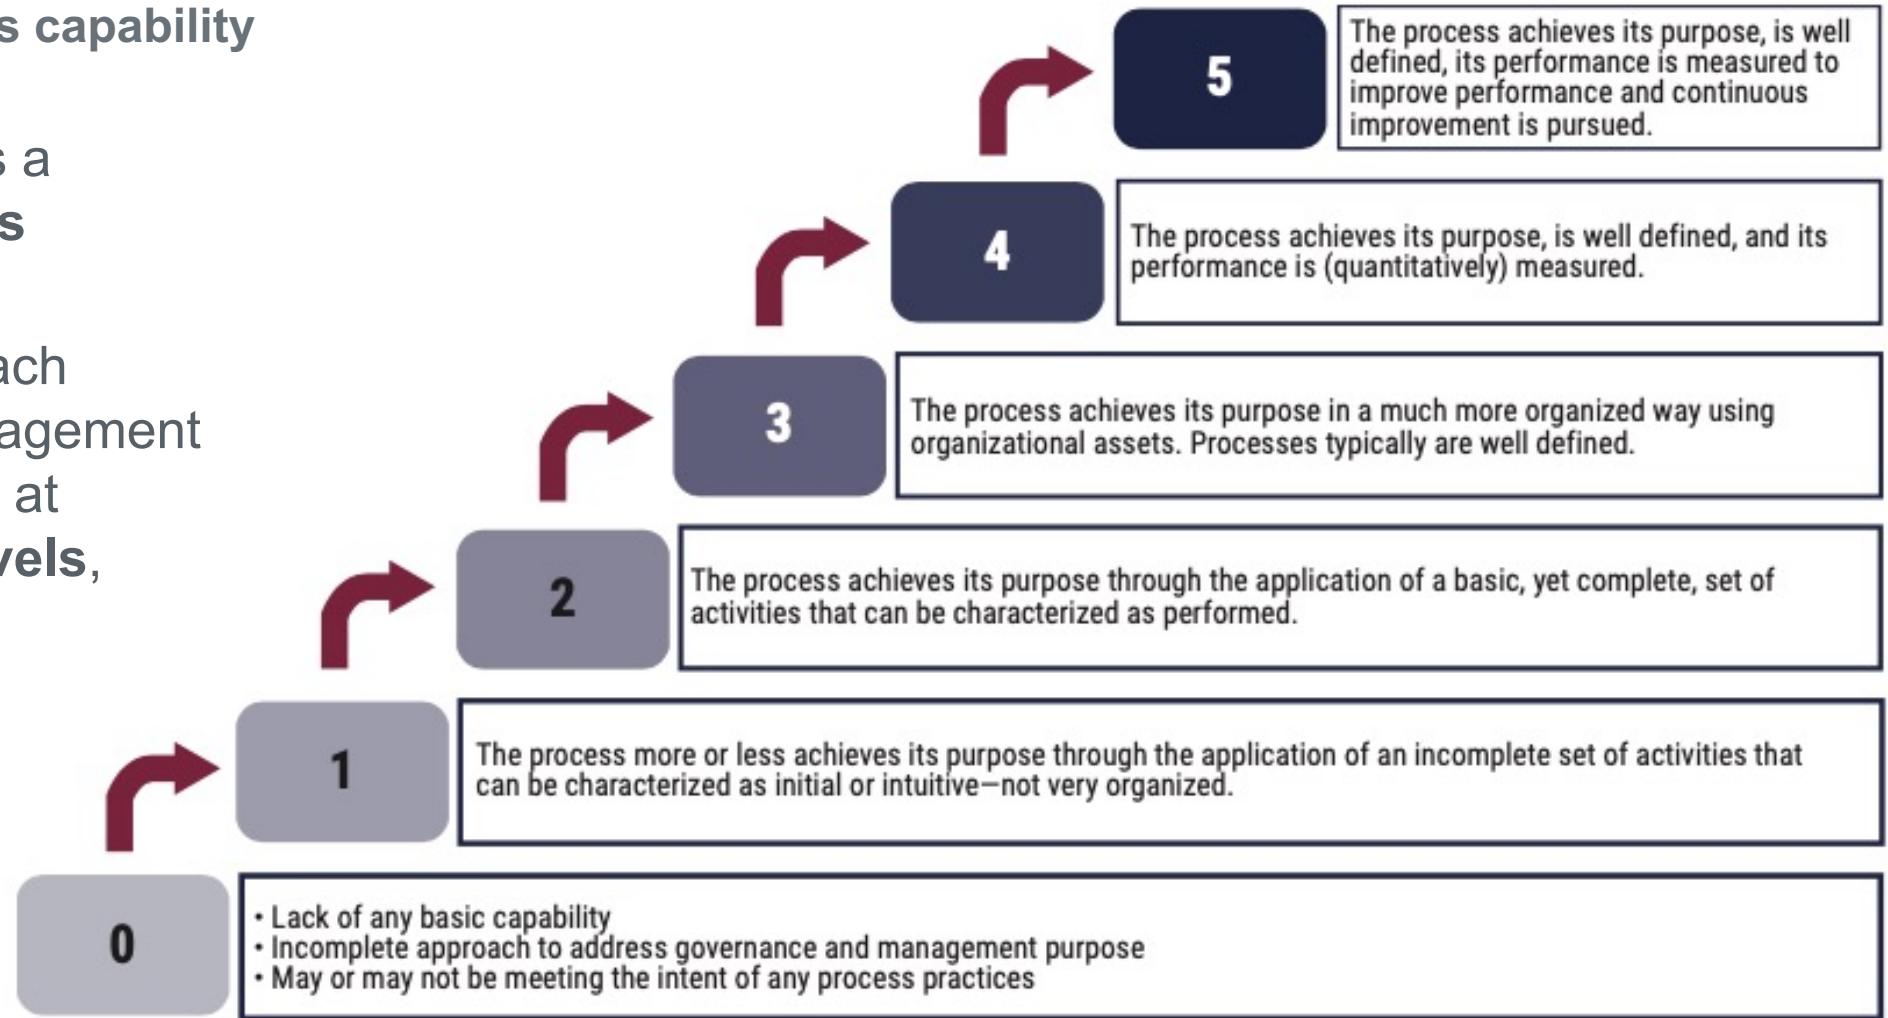 s capability
s a
s
ach
agement
at
vels,
5
The process achieves its purpose, is well
defined, its performance is measured to
improve performance and continuous
improvement is pursued.
4
The process achieves its purpose, is well defined, and its
performance is (quantitatively) measured.
3
The process achieves its purpose in a much more organized way using
organizational assets. Processes typically are well defined.
2
The process achieves its purpose through the application of a basic, yet complete, set of
activities that can be characterized as performed.
1
The process more or less achieves its purpose through the application of an incomplete set of activities that
can be characterized as initial or intuitive—not very organized.
0
• Lack of any basic capability
• Incomplete approach to address governance and management purpose
• May or may not be meeting the intent of any process practices